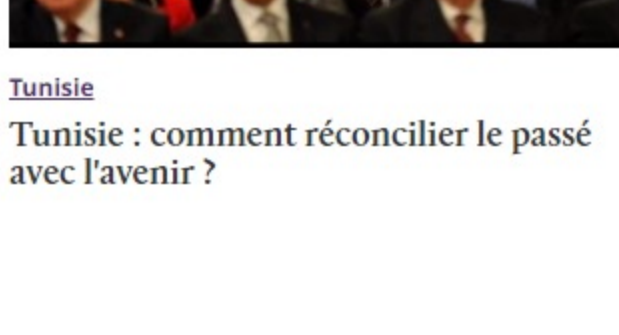 Tunisie
Tunisie : comment réconcilier le passé
avec l'avenir ?